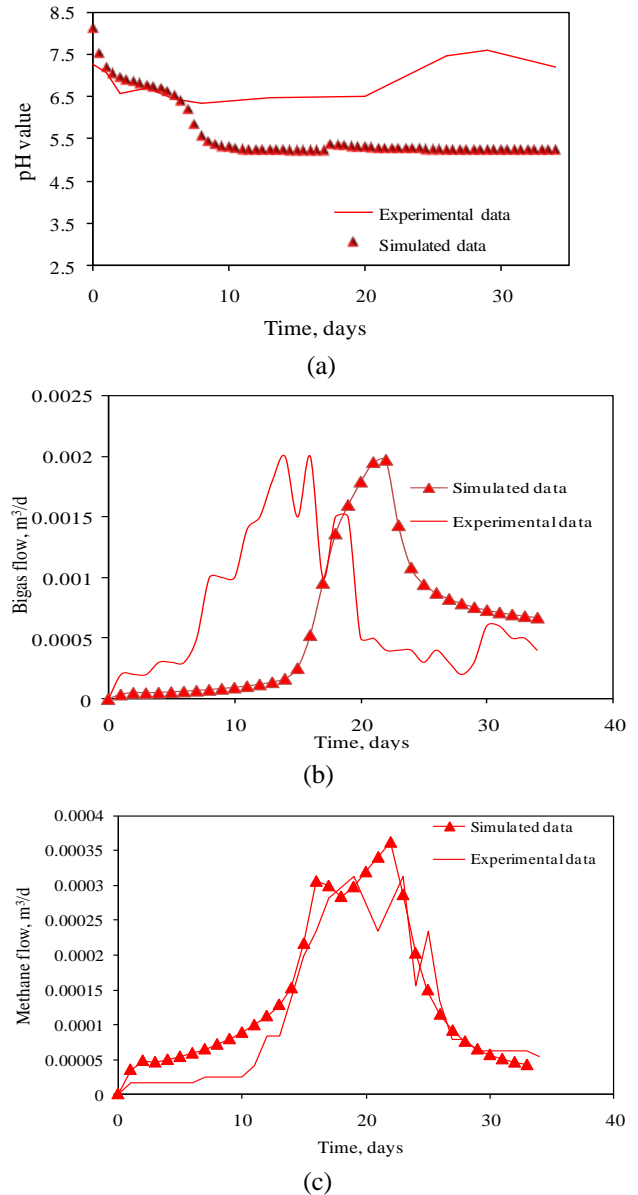 8.5
7.5
6.5
5.5
4.5
3.5
2.5
pH value
Experimental data
Simulated data
0 10 20 30
Time, days
(a)
0.0025
0.002
0.0015
0.001
0.0005
0
Bigas flow, m³/d
Simulated data
Experimental data
0 10 20 30 40
Time, days
(b)
0.0004
0.00035
0.0003
0.00025
0.0002
0.00015
0.0001
0.00005
0
Methane flow, m³/d
Simulated data
Experimental data
0 10 20 30 40
Time, days
(c)